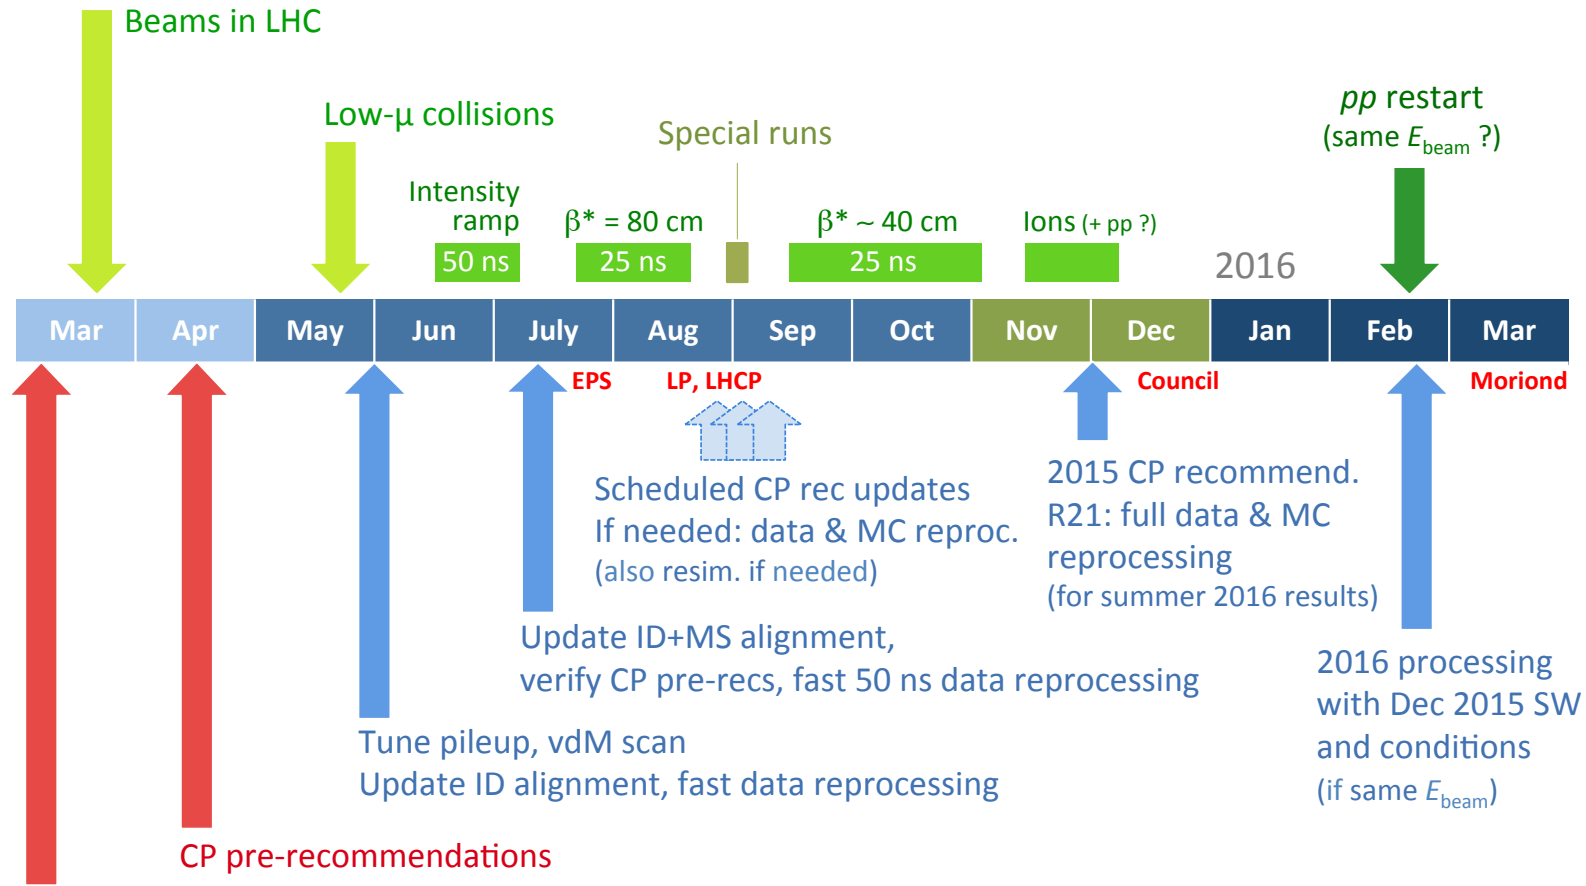 Beams in LHC
Low-μ collisions
Special runs
pp restart
(same E_beam ?)
Intensity
ramp
β* = 80 cm
β* ~ 40 cm
Ions (+ pp ?)
50 ns
25 ns
25 ns
2016
Mar Apr May Jun July Aug Sep Oct Nov Dec Jan Feb Mar
EPS
LP, LHCP
Council
Moriond
Scheduled CP rec updates
If needed: data & MC reproc.
(also resim. if needed)
2015 CP recommend.
R21: full data & MC
reprocessing
(for summer 2016 results)
Update ID+MS alignment,
verify CP pre-recs, fast 50 ns data reprocessing
2016 processing
with Dec 2015 SW
and conditions
(if same E_beam)
Tune pileup, vdM scan
Update ID alignment, fast data reprocessing
CP pre-recommendations